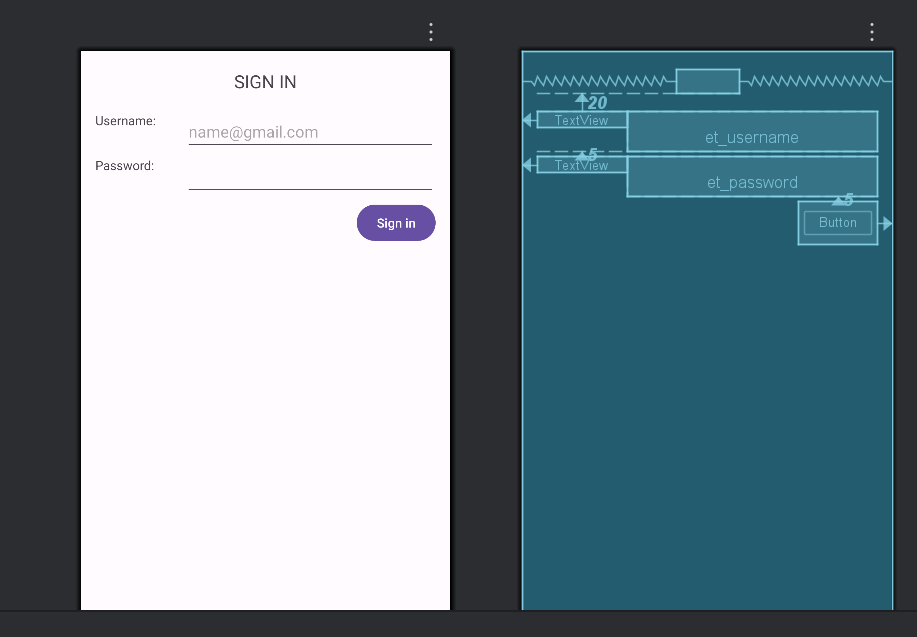 SIGN IN
Username:
name@gmail.com
Password:
Sign in
20
TextView
et_username
5
TextView
et_password
5
Button